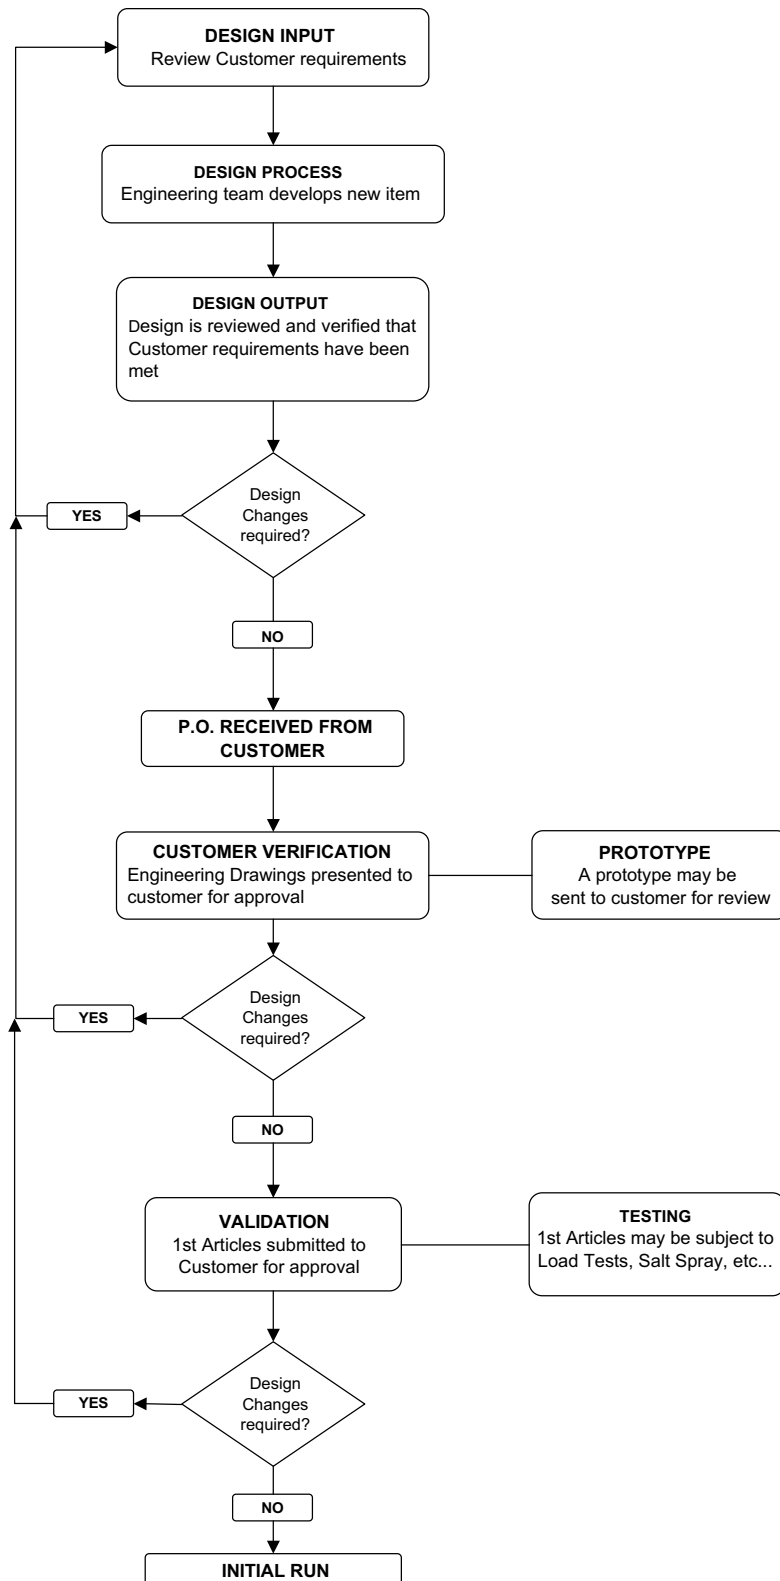 DESIGN INPUT
Review Customer requirements
DESIGN PROCESS
Engineering team develops new item
DESIGN OUTPUT
Design is reviewed and verified that
Customer requirements have been
met
Design
Changes
required?
YES
NO
P.O. RECEIVED FROM
CUSTOMER
CUSTOMER VERIFICATION
Engineering Drawings presented to
customer for approval
PROTOTYPE
A prototype may be
sent to customer for review
Design
Changes
required?
YES
NO
VALIDATION
1st Articles submitted to
Customer for approval
TESTING
1st Articles may be subject to
Load Tests, Salt Spray, etc...
Design
Changes
required?
YES
NO
INITIAL RUN